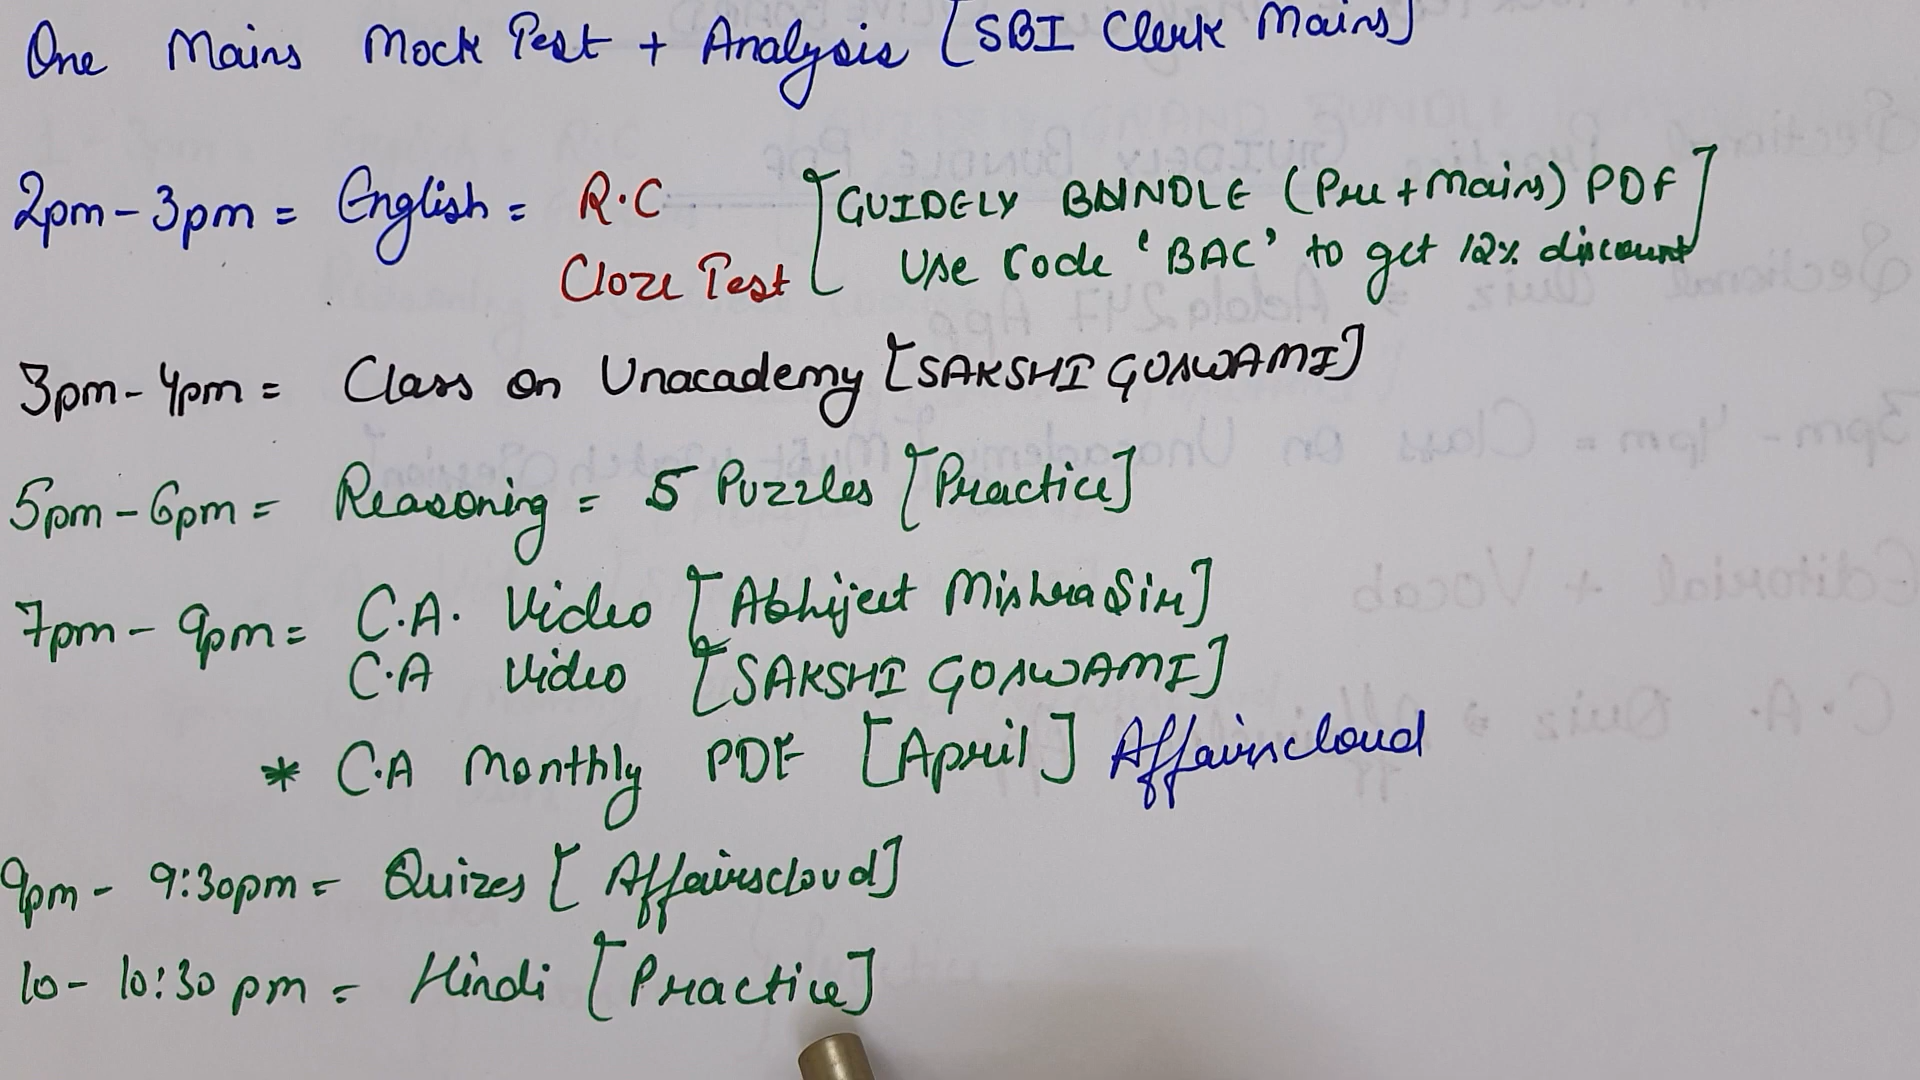 One Mains Mock Test + Analysis [SBI Clerk Mains]
2pm - 3pm = English = R.C [GUIDELY BUNDLE (Pre + Mains) PDF
Cloze Test Use Code 'BAC' to get 12% discount]
3pm - 4pm = Class on Unacademy [SAKSHI GOSWAMI]
5pm - 6pm = Reasoning = 5 Puzzles [Practice]
7pm - 9pm = C.A. Video [Abhijeet Mishra Sir]
C.A Video [SAKSHI GOSWAMI]
* C.A Monthly PDF [April] Affairscloud
9pm - 9:30pm = Quizes [Affairscloud]
10 - 10:30 pm = Hindi [Practice]